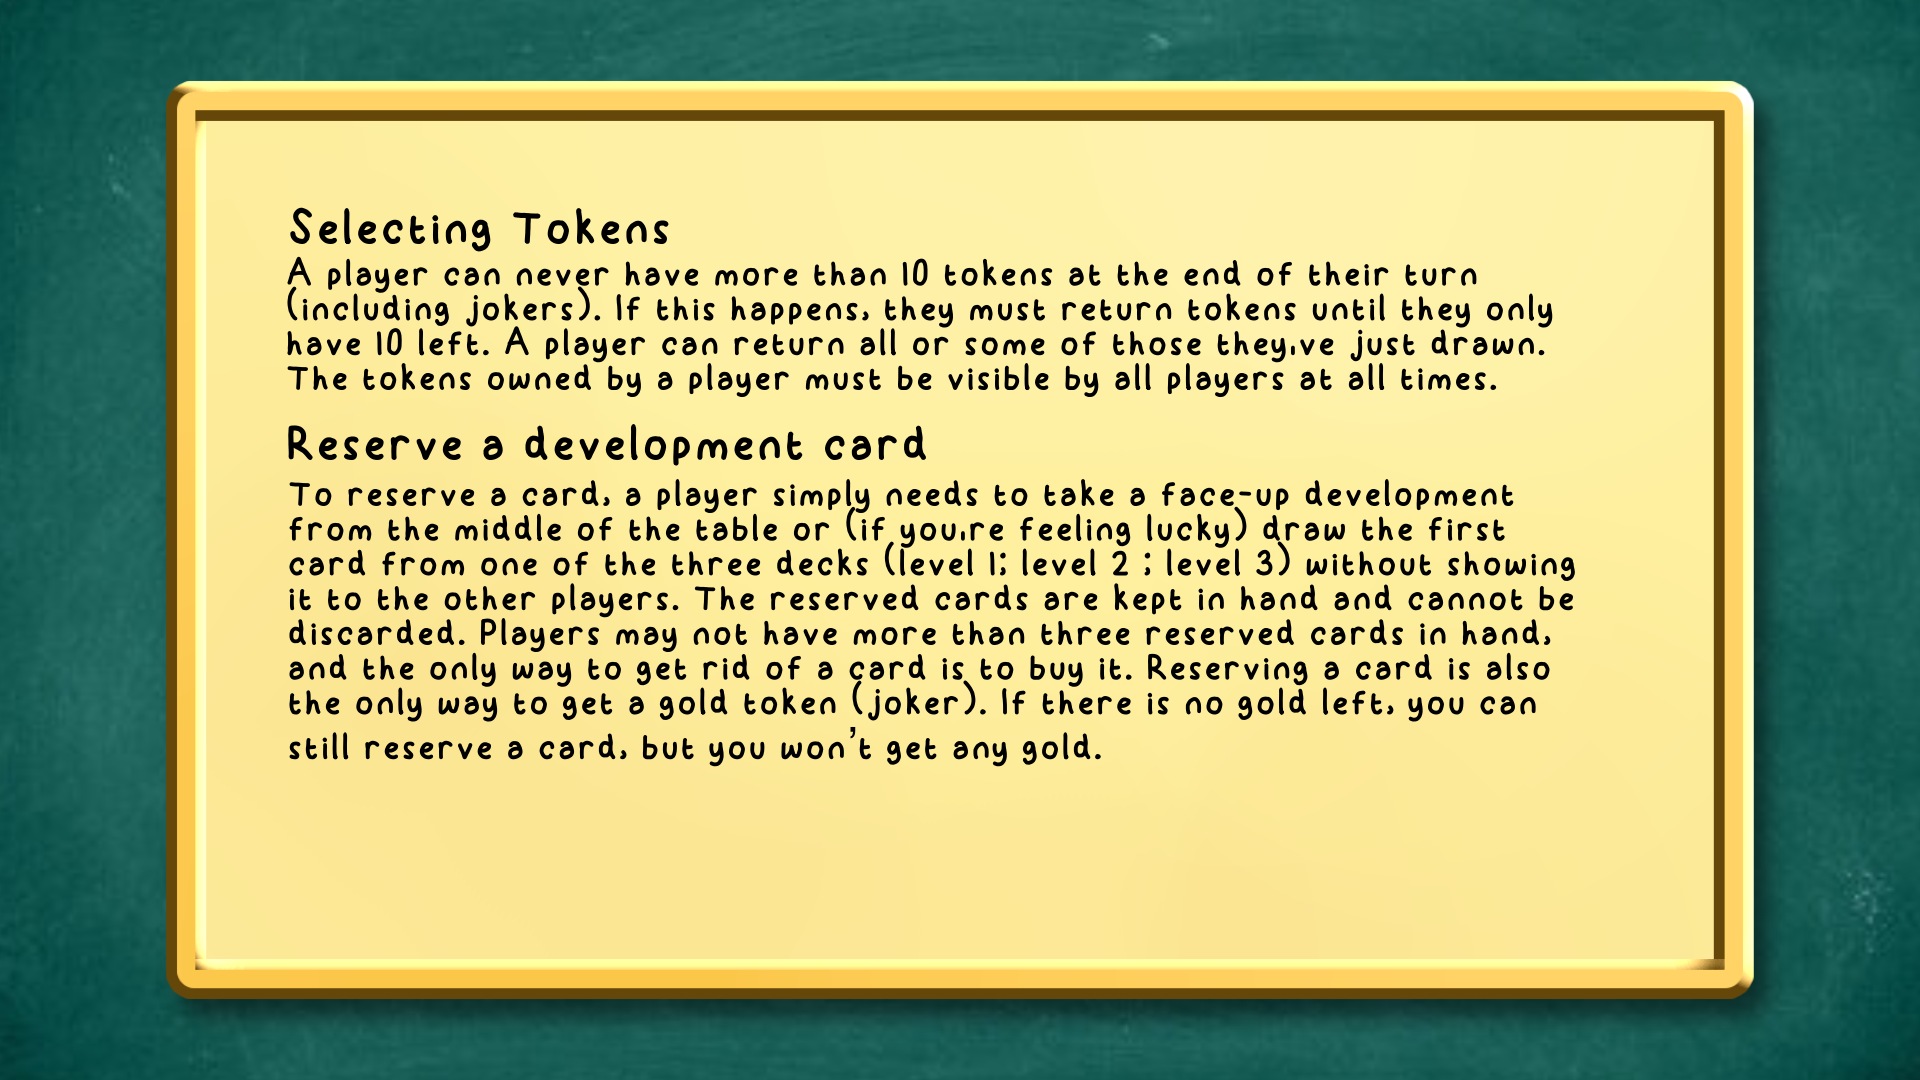 Selecting Tokens
A player can never have more than 10 tokens at the end of their turn
(including jokers). If this happens, they must return tokens until they only
have 10 left. A player can return all or some of those they,ve just drawn.
The tokens owned by a player must be visible by all players at all times.
Reserve a development card
To reserve a card, a player simply needs to take a face-up development
from the middle of the table or (if you,re feeling lucky) draw the first
card from one of the three decks (level 1; level 2 ; level 3) without showing
it to the other players. The reserved cards are kept in hand and cannot be
discarded. Players may not have more than three reserved cards in hand,
and the only way to get rid of a card is to buy it. Reserving a card is also
the only way to get a gold token (joker). If there is no gold left, you can
still reserve a card, but you won’t get any gold.